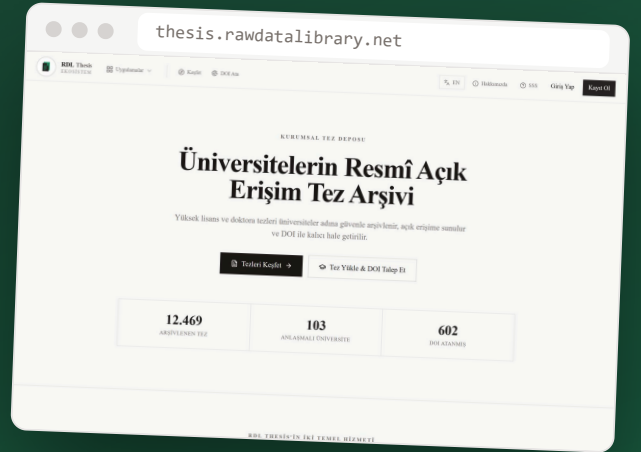 thesis.rawdatalibrary.net
RDL Thesis
EKOSİSTEM
Uygulamalar
Keşfet
DOI Ara
EN
Hakkımızda
SSS
Giriş Yap
Kayıt Ol
KURUMSAL TEZ DEPOSU
Üniversitelerin Resmî Açık
Erişim Tez Arşivi
Yüksek lisans ve doktora tezleri üniversiteler adına güvenle arşivlenir, açık erişime sunulur
ve DOI ile kalıcı hale getirilir.
Tezleri Keşfet →
Tez Yükle & DOI Talep Et
12.469
ARŞİVLENEN TEZ
103
ANLAŞMALI ÜNİVERSİTE
602
DOI ATANMIŞ
RDL THESIS'İN İKİ TEMEL HİZMETİ